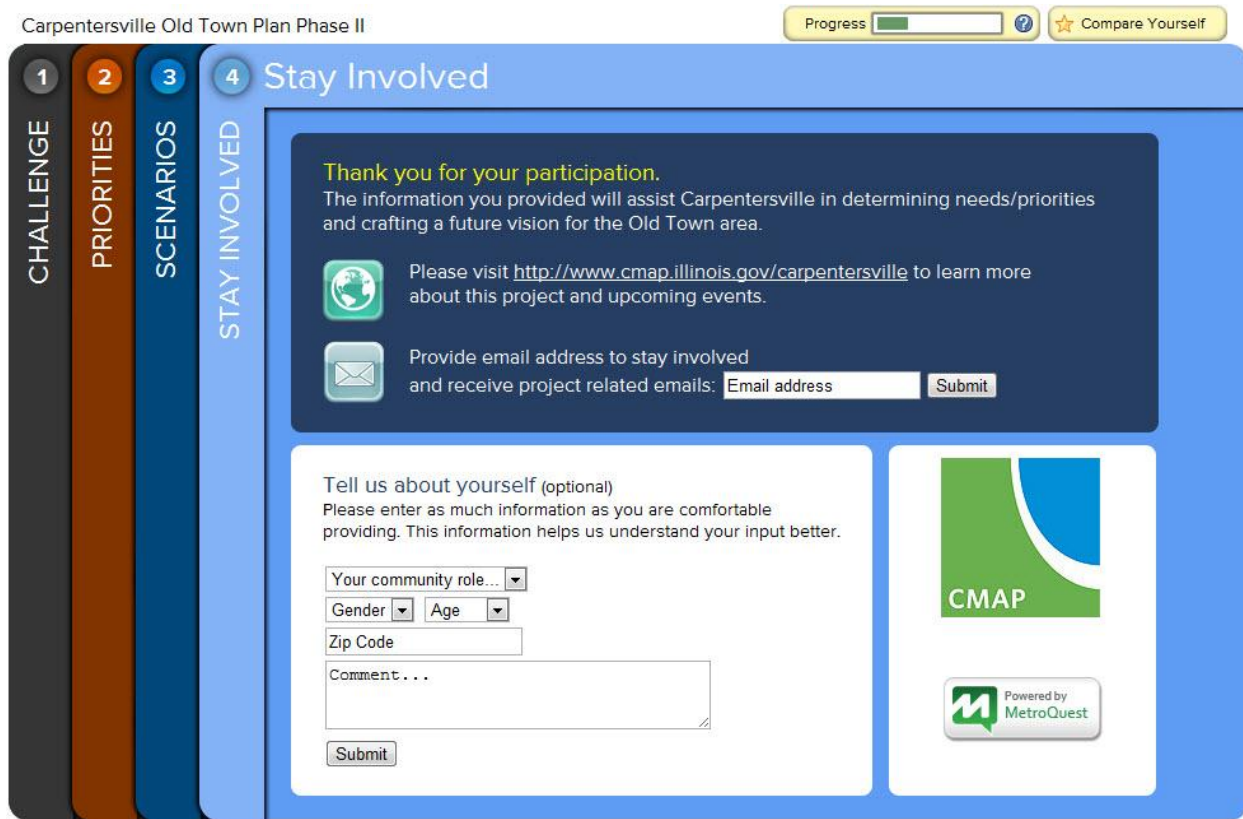 Carpentersville Old Town Plan Phase II
Progress
?
Compare Yourself
1
CHALLENGE
2
PRIORITIES
3
SCENARIOS
4
STAY INVOLVED
Stay Involved
Thank you for your participation.
The information you provided will assist Carpentersville in determining needs/priorities
and crafting a future vision for the Old Town area.
Please visit http://www.cmap.illinois.gov/carpentersville to learn more
about this project and upcoming events.
Provide email address to stay involved
and receive project related emails: Email address Submit
Tell us about yourself (optional)
Please enter as much information as you are comfortable
providing. This information helps us understand your input better.
Your community role...
Gender Age
Zip Code
Comment...
Submit
CMAP
Powered by
MetroQuest